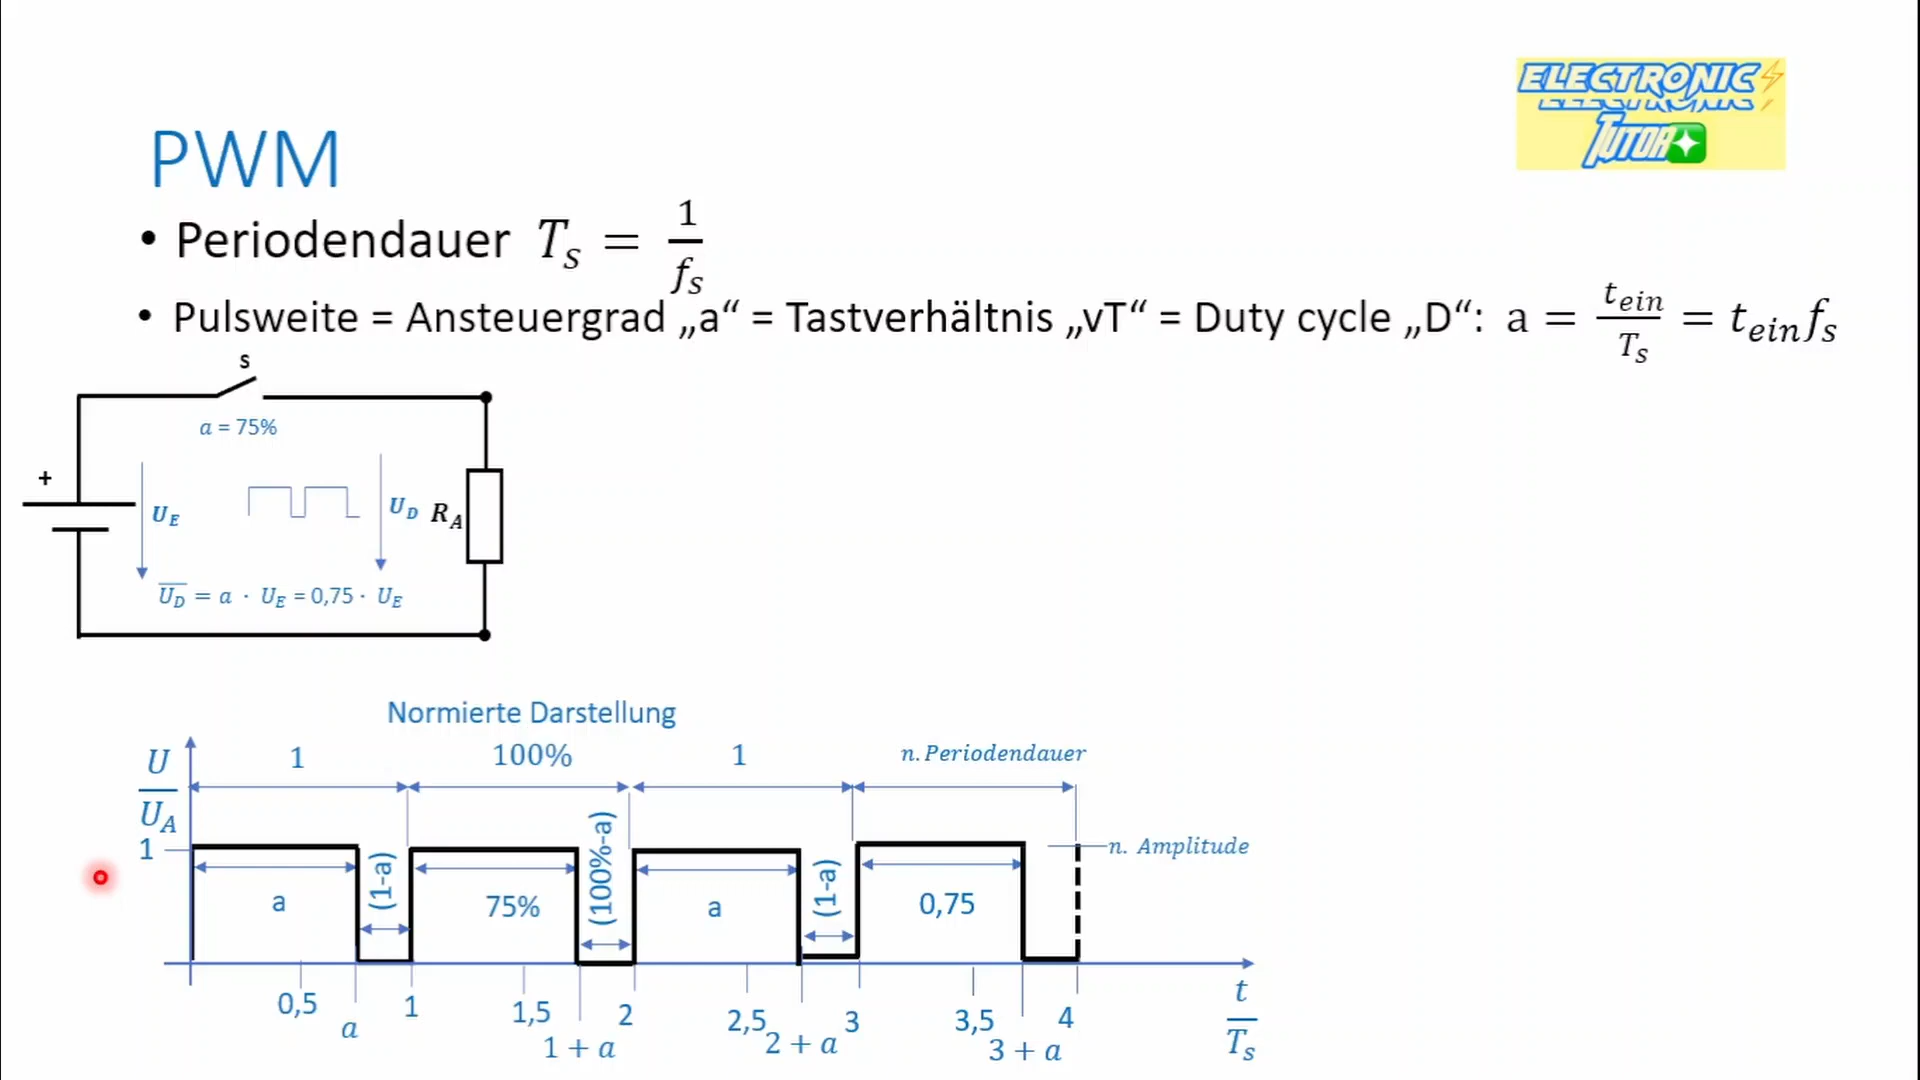 ELECTRONIC
TUTOR
PWM
• Periodendauer T_s = 1/f_s
• Pulsweite = Ansteuergrad „a“ = Tastverhältnis „vT“ = Duty cycle „D“: a = t_ein/T_s = t_ein f_s
s
a = 75%
+
U_E
U_D R_A
\overline{U_D} = a · U_E = 0,75 · U_E
Normierte Darstellung
U/U_A
1 100% 1 n. Periodendauer
1
n. Amplitude
a (1-a) 75% (100%-a) a (1-a) 0,75
0,5 a 1 1,5 1 + a 2 2,5 2 + a 3 3,5 3 + a 4
t/T_s